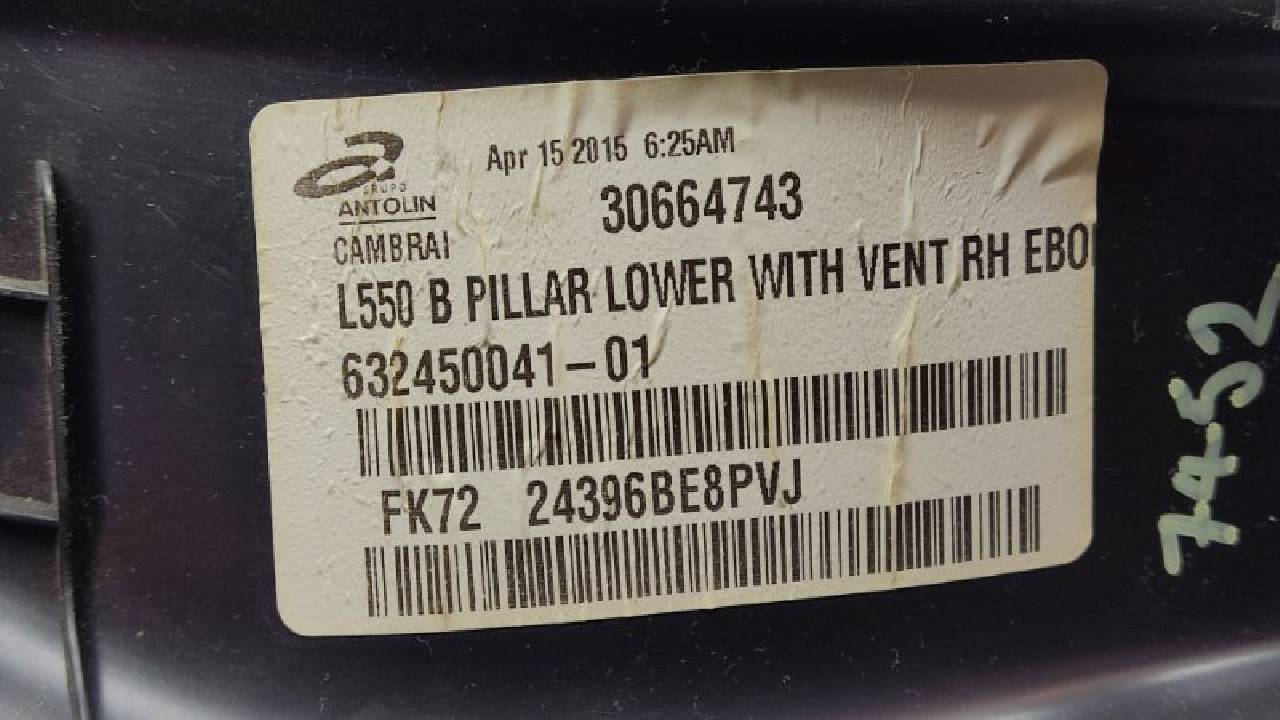 Apr 15 2015 6:25AM
GRUPO
ANTOLIN
30664743
CAMBRAI
L550 B PILLAR LOWER WITH VENT RH EBO
632450041-01
FK72 24396BE8PVJ
74-52